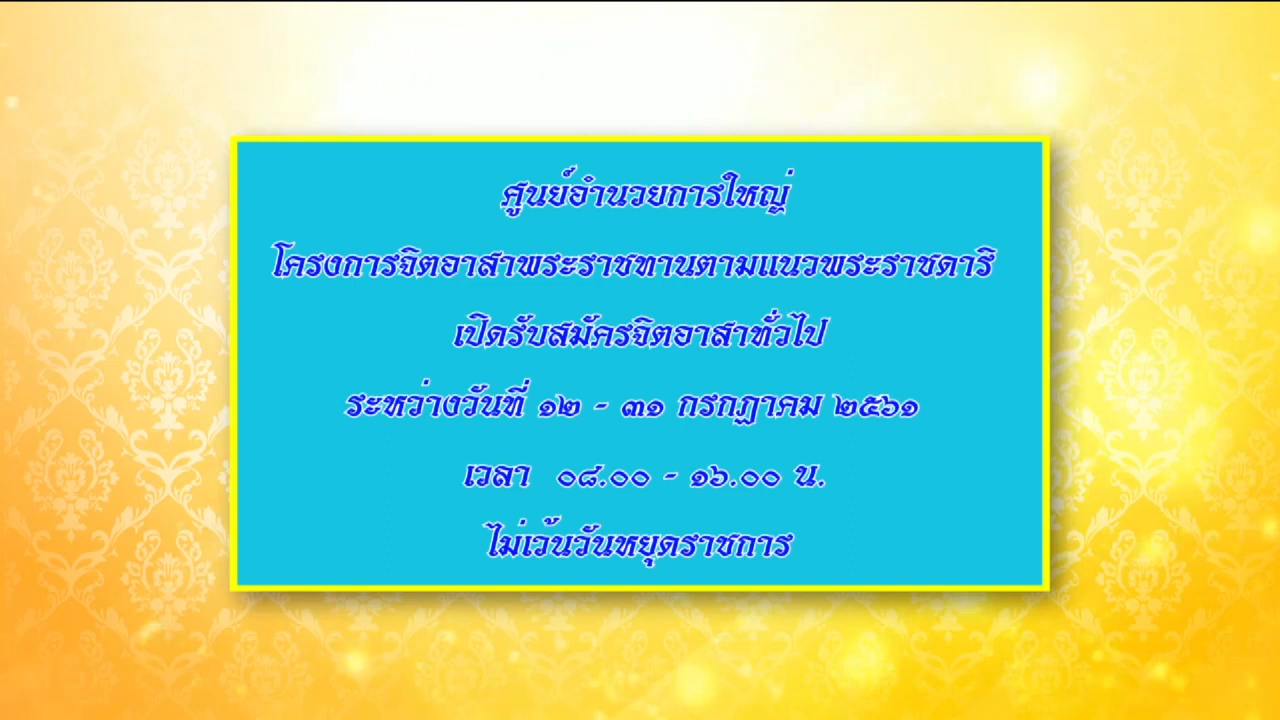 ศูนย์อำนวยการใหญ่
โครงการจิตอาสาพระราชทานตามแนวพระราชดาริ
เปิดรับสมัครจิตอาสาทั่วไป
ระหว่างวันที่ ๑๒ - ๓๑ กรกฎาคม ๒๕๖๑
เวลา ๐๘.๐๐ - ๑๖.๐๐ น.
ไม่เว้นวันหยุดราชการ